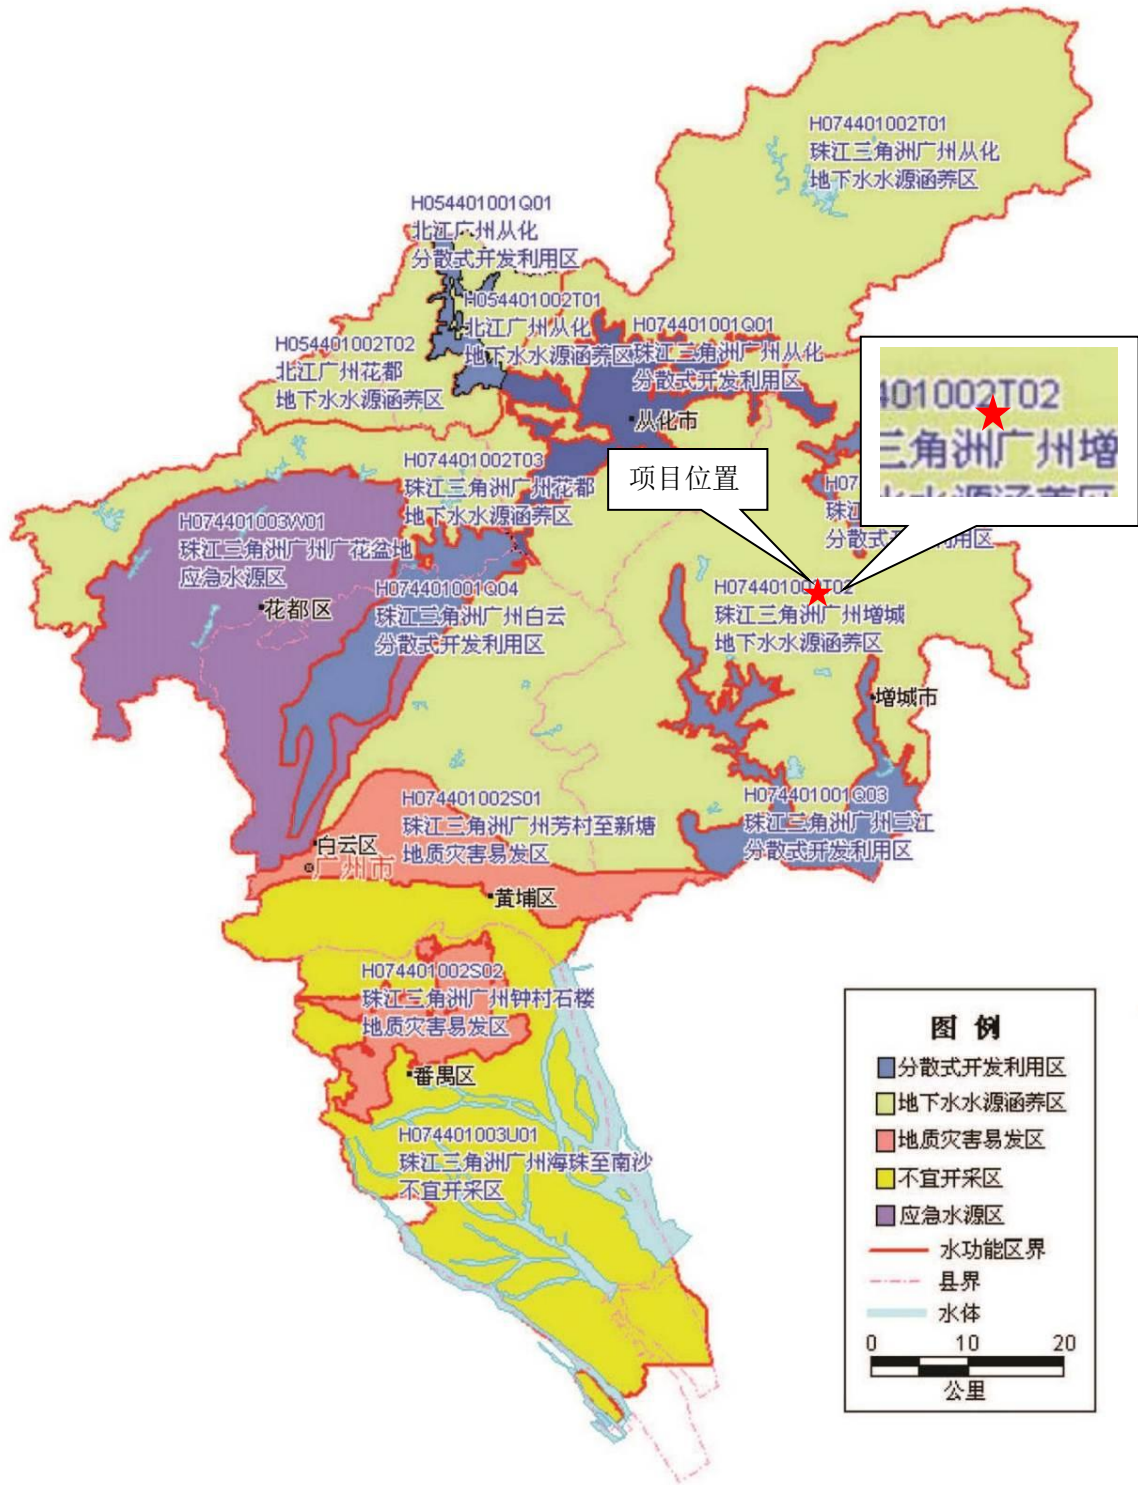 H074401002T01
珠江三角洲广州从化
地下水水源涵养区
H054401001Q01
北江广州从化
分散式开发利用区
H054401002T01
北江广州从化
地下水水源涵养区
H074401001Q01
珠江三角洲广州从化
分散式开发利用区
H054401002T02
北江广州花都
地下水水源涵养区
从化市
401002T02
三角洲广州增
水水源涵养区
H074401002T03
珠江三角洲广州花都
地下水水源涵养区
项目位置
H07
珠江
分散式开发利用区
H074401003W01
珠江三角洲广州广花盆地
应急水源区
花都区
H074401001Q04
珠江三角洲广州白云
分散式开发利用区
H074401002T02
珠江三角洲广州增城
地下水水源涵养区
增城市
H074401002S01
珠江三角洲广州芳村至新塘
地质灾害易发区
H074401001Q03
珠江三角洲广州三江
分散式开发利用区
白云区
广州市
黄埔区
H074401002S02
珠江三角洲广州钟村石楼
地质灾害易发区
番禺区
H074401003U01
珠江三角洲广州海珠至南沙
不宜开采区
图 例
分散式开发利用区
地下水水源涵养区
地质灾害易发区
不宜开采区
应急水源区
水功能区界
县界
水体
0 10 20
公里